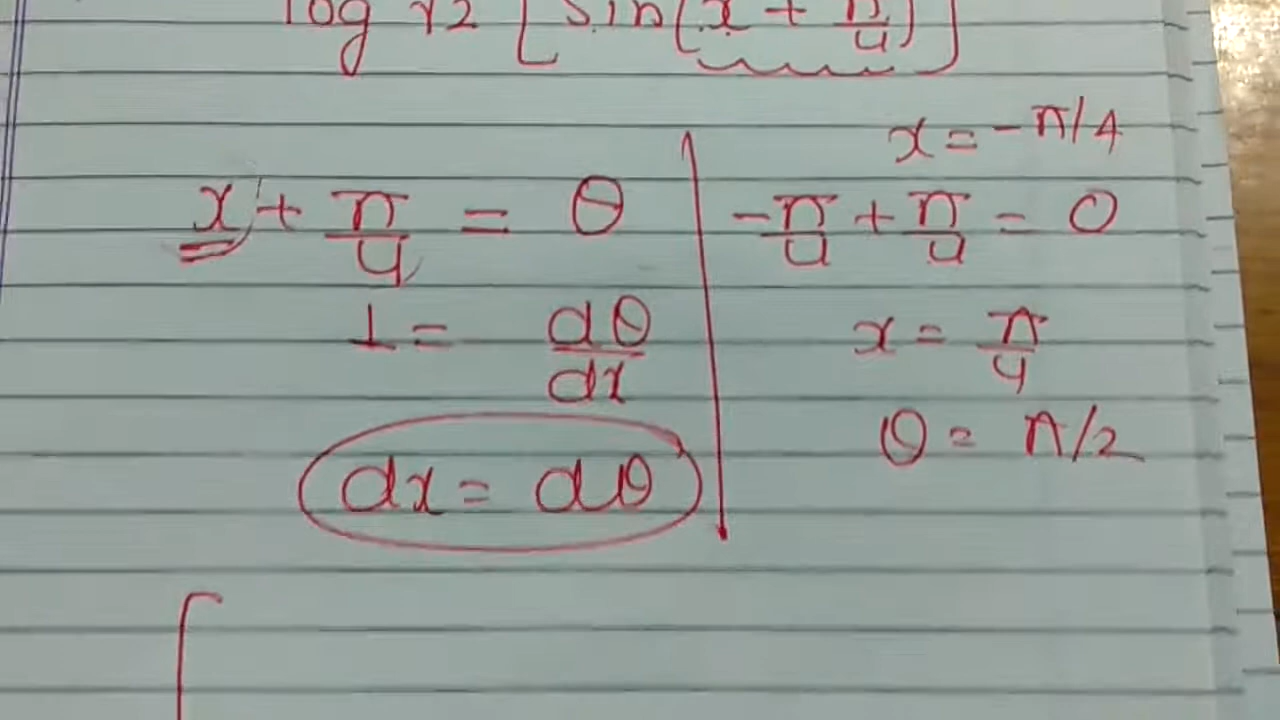 log √2 [sin(x + π/4)]
x + π/4 = θ
1 = dθ/dx
dx = dθ
x = -π/4
-π/4 + π/4 = 0
x = π/4
θ = π/2
∫